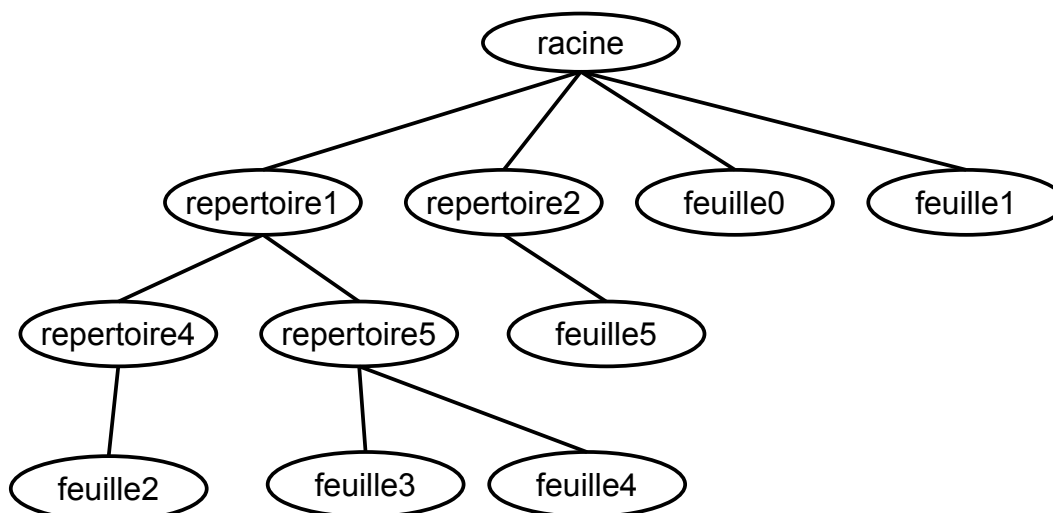 racine
repertoire1
repertoire2
feuille0
feuille1
repertoire4
repertoire5
feuille5
feuille2
feuille3
feuille4